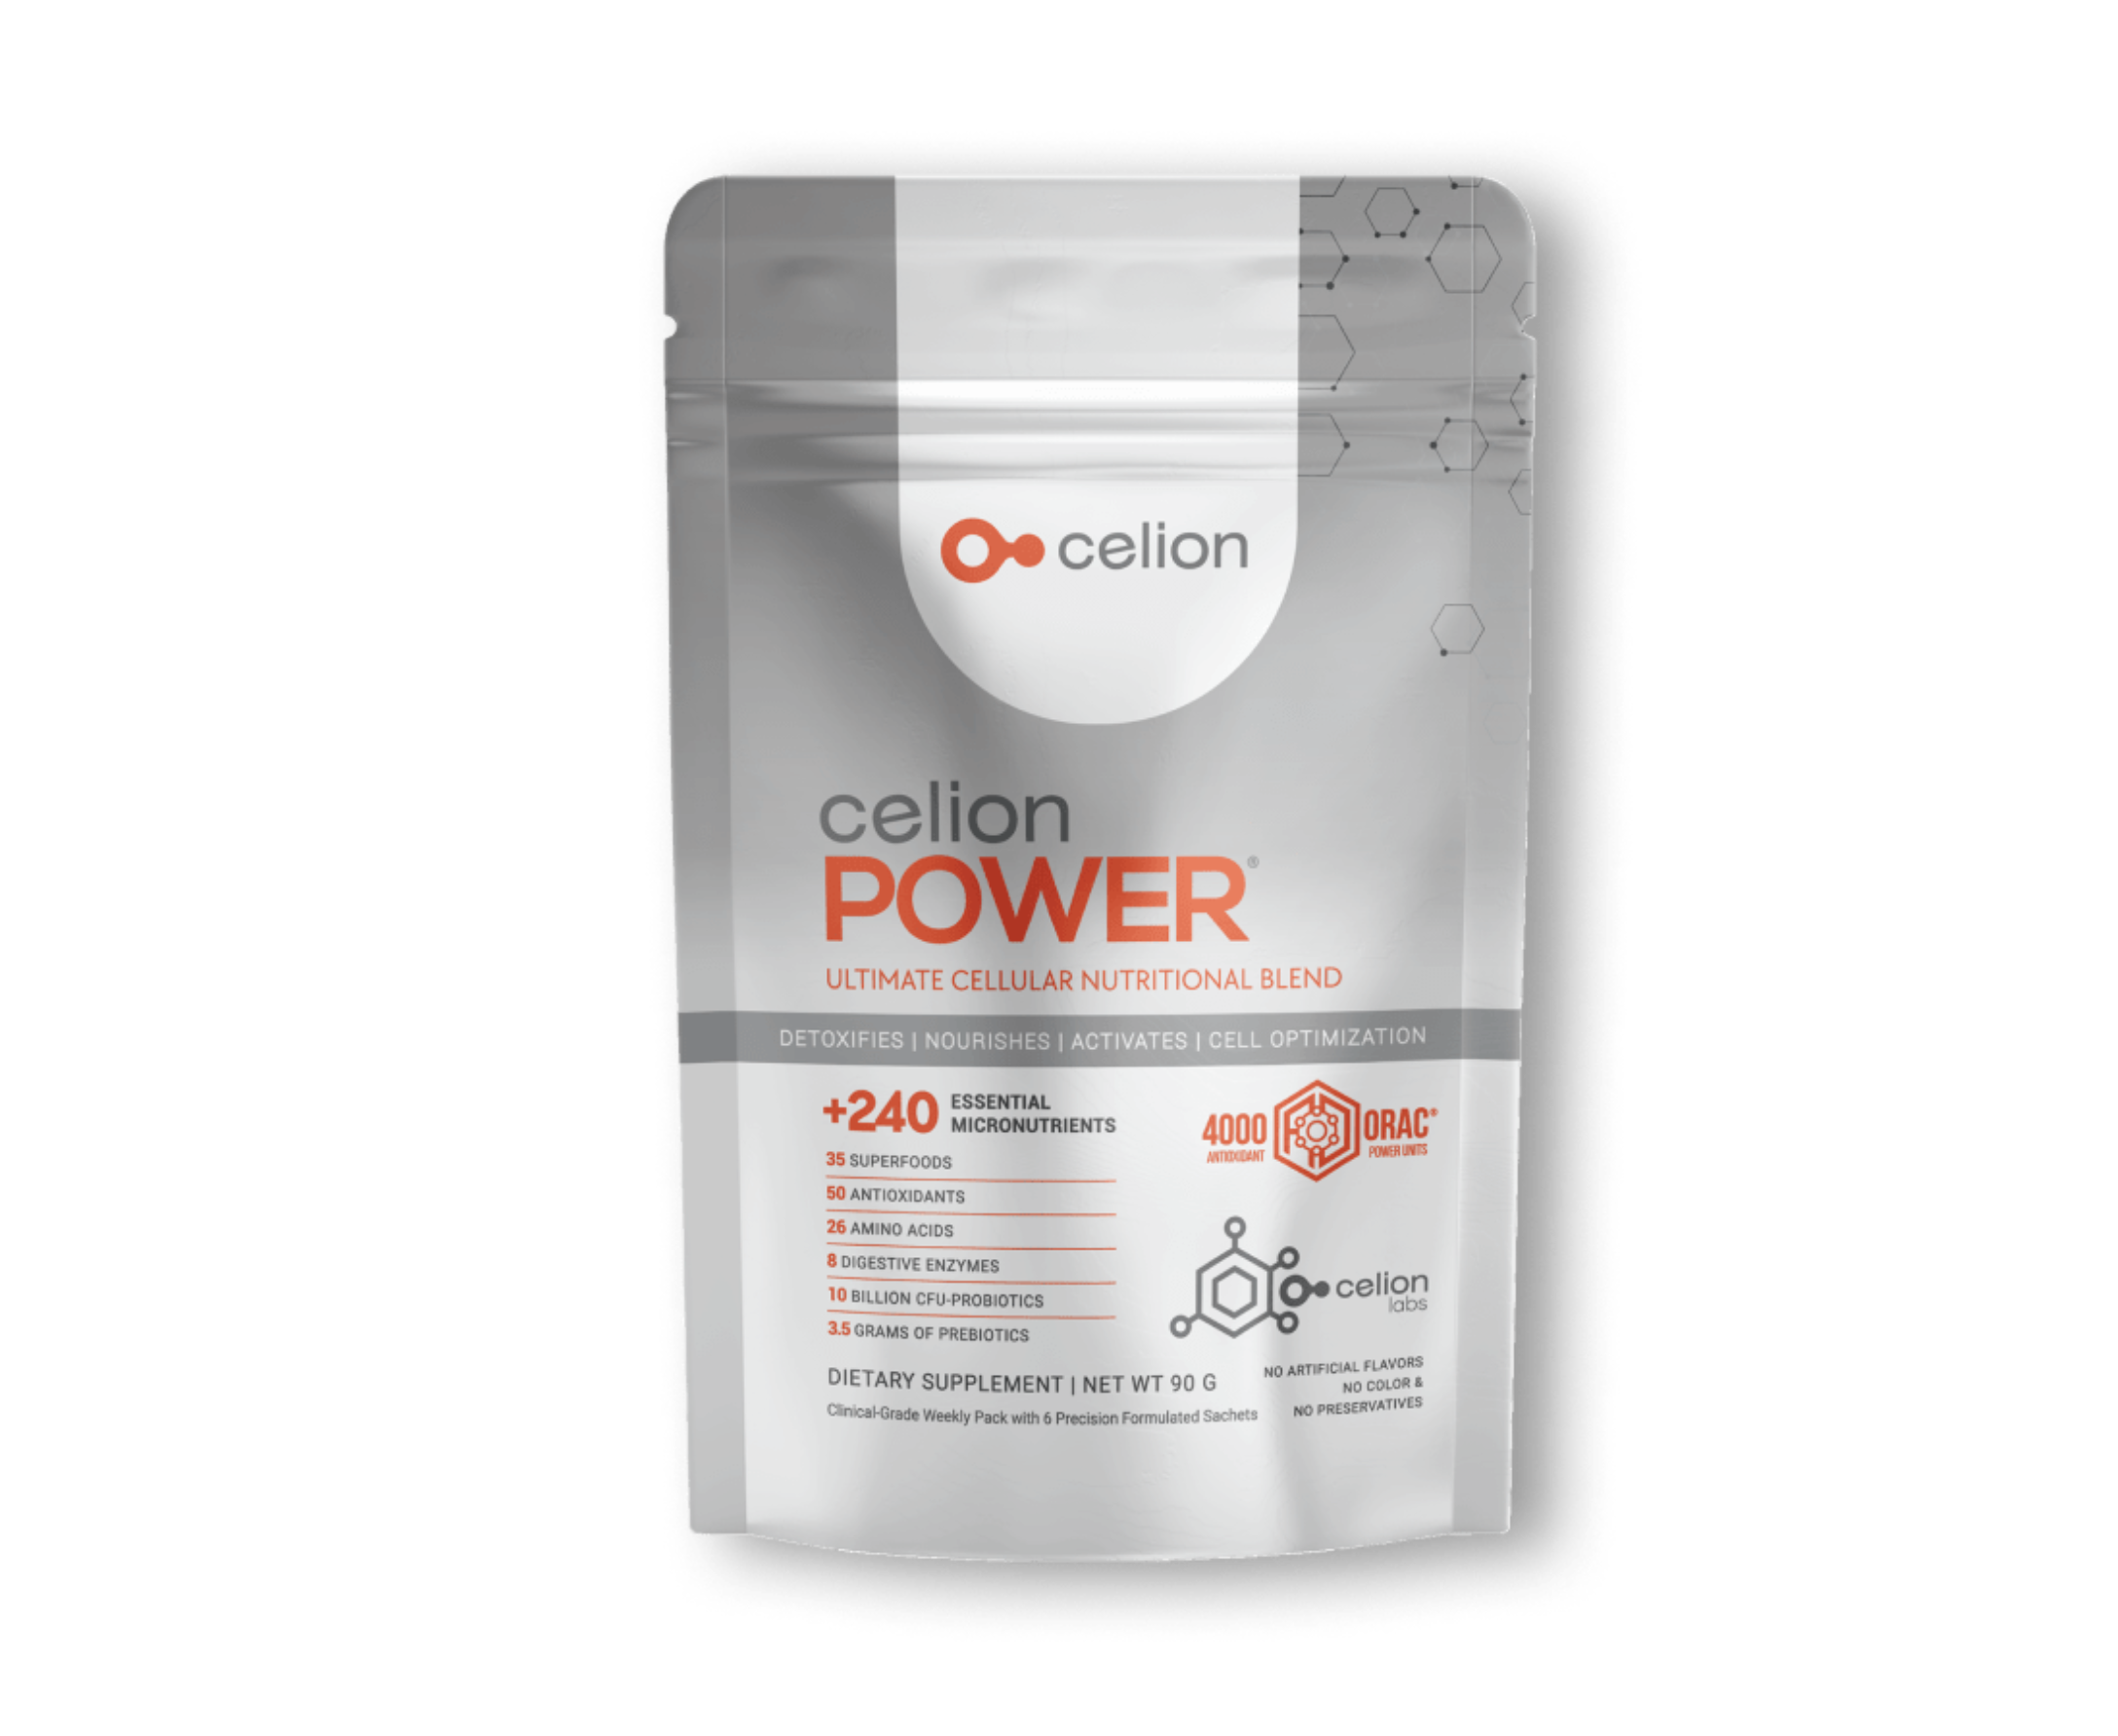 celion
celion
POWER®
ULTIMATE CELLULAR NUTRITIONAL BLEND
DETOXIFIES | NOURISHES | ACTIVATES | CELL OPTIMIZATION
+240 ESSENTIAL
MICRONUTRIENTS
35 SUPERFOODS
50 ANTIOXIDANTS
26 AMINO ACIDS
8 DIGESTIVE ENZYMES
10 BILLION CFU-PROBIOTICS
3.5 GRAMS OF PREBIOTICS
4000 ORAC®
ANTIOXIDANT POWER UNITS
celion
labs
DIETARY SUPPLEMENT | NET WT 90 G
Clinical-Grade Weekly Pack with 6 Precision Formulated Sachets
NO ARTIFICIAL FLAVORS
NO COLOR &
NO PRESERVATIVES